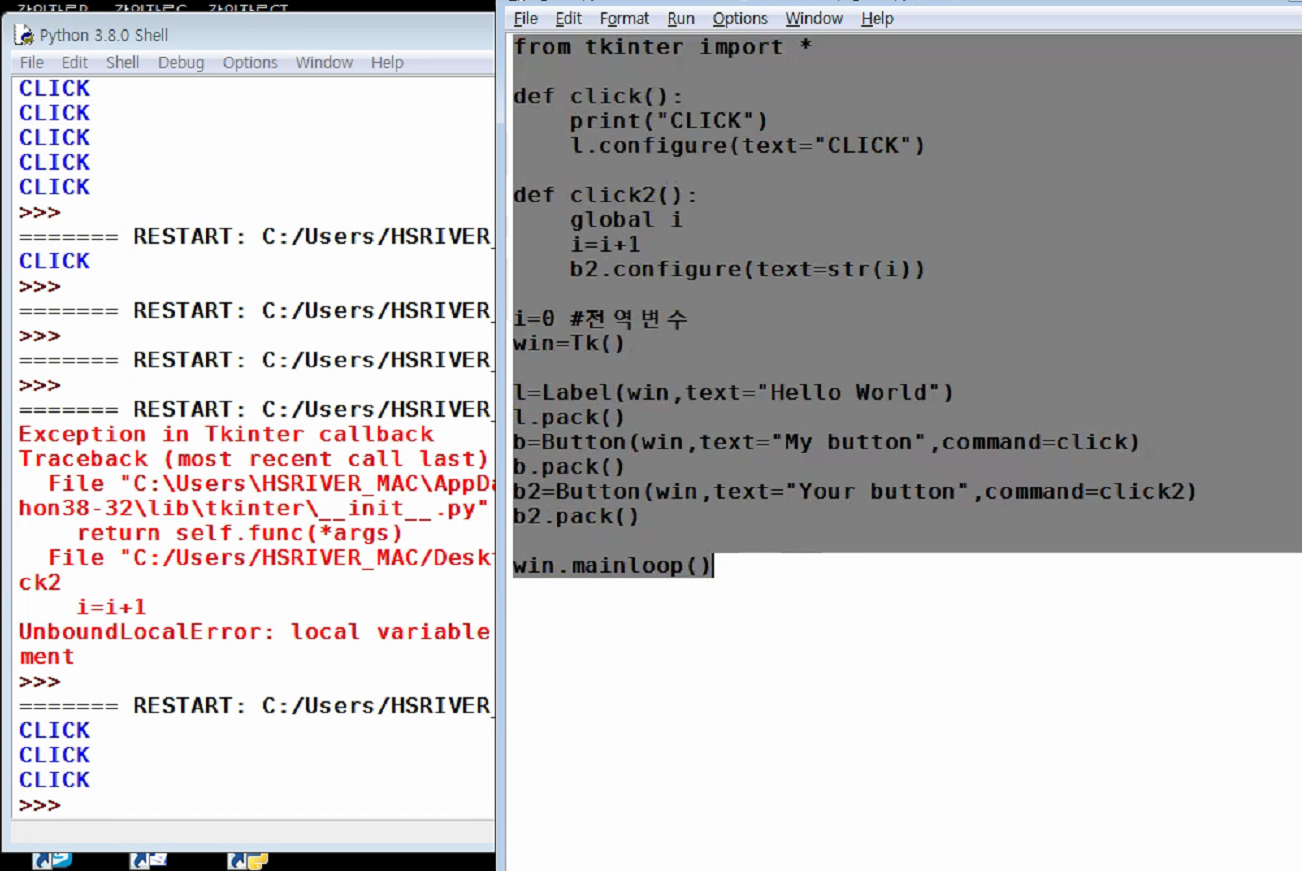 Python 3.8.0 Shell
File Edit Shell Debug Options Window Help
CLICK
CLICK
CLICK
CLICK
CLICK
>>>
======= RESTART: C:/Users/HSRIVER_
CLICK
>>>
======= RESTART: C:/Users/HSRIVER_
>>>
======= RESTART: C:/Users/HSRIVER_
>>>
======= RESTART: C:/Users/HSRIVER_
Exception in Tkinter callback
Traceback (most recent call last)
  File "C:\Users\HSRIVER_MAC\AppDa
hon38-32\lib\tkinter\__init__.py"
    return self.func(*args)
  File "C:/Users/HSRIVER_MAC/Deskt
ck2
    i=i+1
UnboundLocalError: local variable
ment
>>>
======= RESTART: C:/Users/HSRIVER_
CLICK
CLICK
CLICK
>>>
File Edit Format Run Options Window Help
from tkinter import *
def click():
    print("CLICK")
    l.configure(text="CLICK")
def click2():
    global i
    i=i+1
    b2.configure(text=str(i))
i=0 #전역변수
win=Tk()
l=Label(win,text="Hello World")
l.pack()
b=Button(win,text="My button",command=click)
b.pack()
b2=Button(win,text="Your button",command=click2)
b2.pack()
win.mainloop()